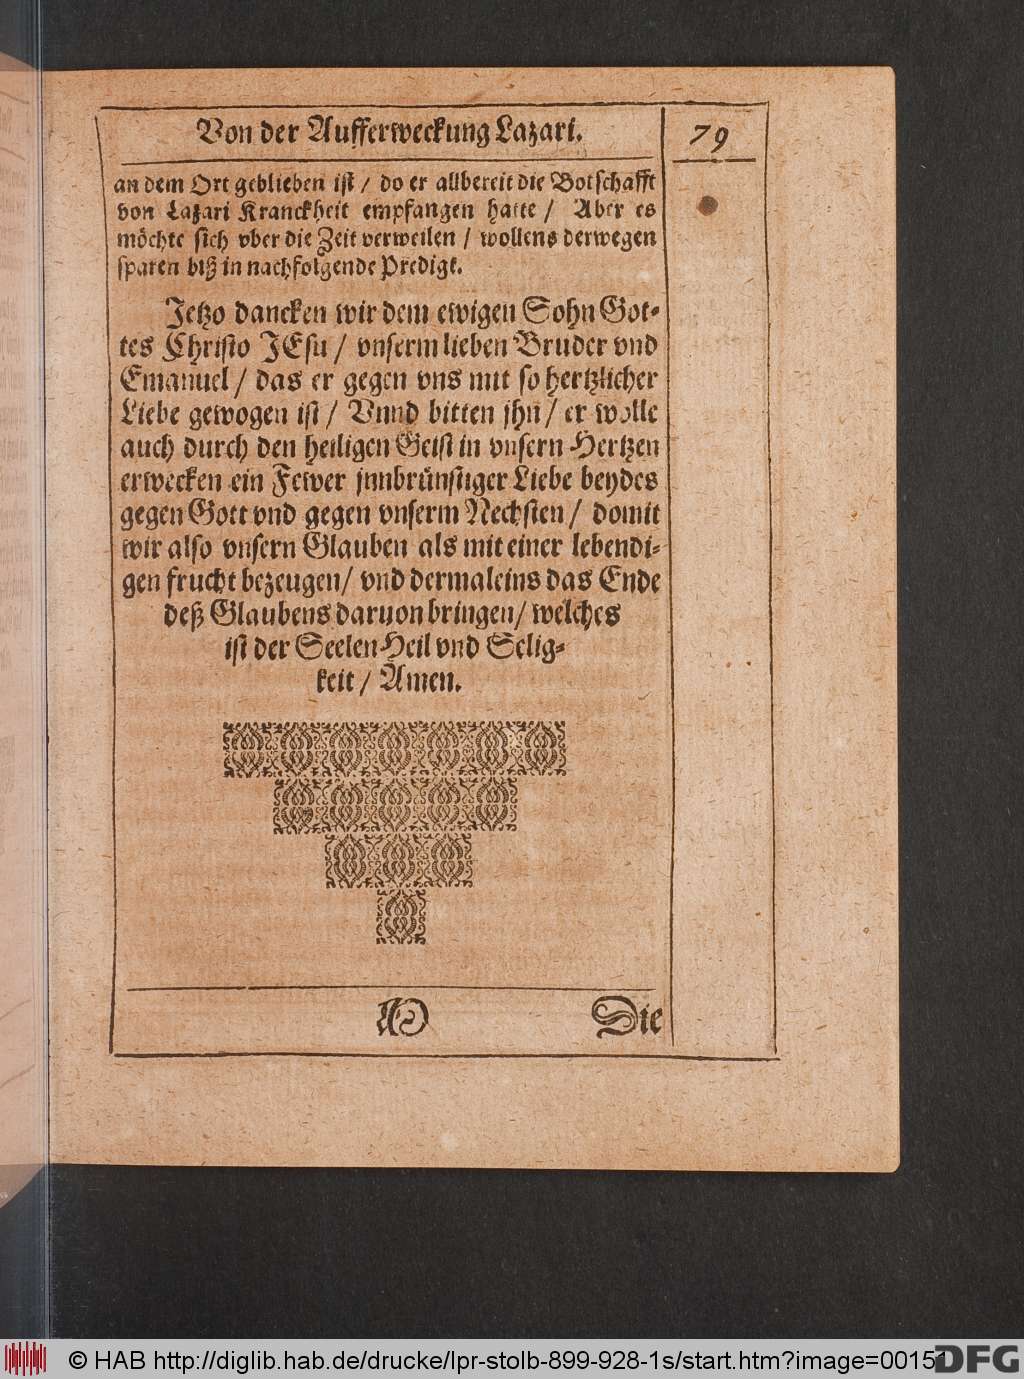 Von der Aufferweckung Lazari.
79
an dem Ort geblieben ist / do er allbereit die Botschafft
von Lazari Kranckheit empfangen hatte / Aber es
möchte sich vber die Zeit verweilen / wollens derwegen
sparen biß in nachfolgende Predigt.
Jetzo dancken wir dem ewigen Sohn Got-
tes Christo JEsu / vnserm lieben Bruder vnd
Emanuel / das er gegen vns mit so hertzlicher
Liebe gewogen ist / Vnnd bitten jhn / er wolle
auch durch den heiligen Geist in vnsern Hertzen
erwecken ein Fewer jnnbrünstiger Liebe beydes
gegen Gott vnd gegen vnserm Nechsten / domit
wir also vnsern Glauben als mit einer lebendi-
gen frucht bezeugen / vnd dermaleins das Ende
deß Glaubens daruon bringen / welches
ist der Seelen Heil vnd Selig-
keit / Amen.
Die
© HAB http://diglib.hab.de/drucke/lpr-stolb-899-928-1s/start.htm?image=00151
DFG